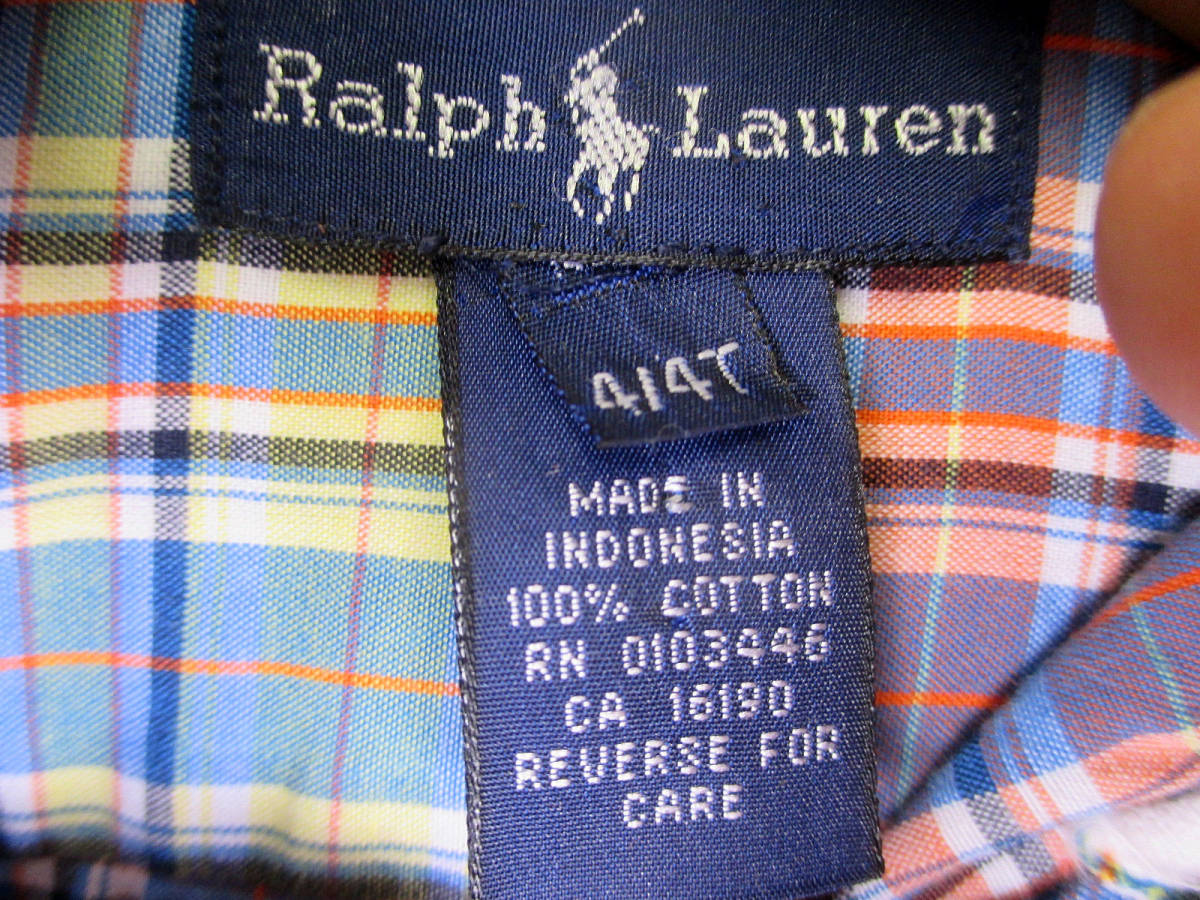 Ralph Lauren
4/4T
MADE IN
INDONESIA
100% COTTON
RN 0103446
CA 16190
REVERSE FOR
CARE